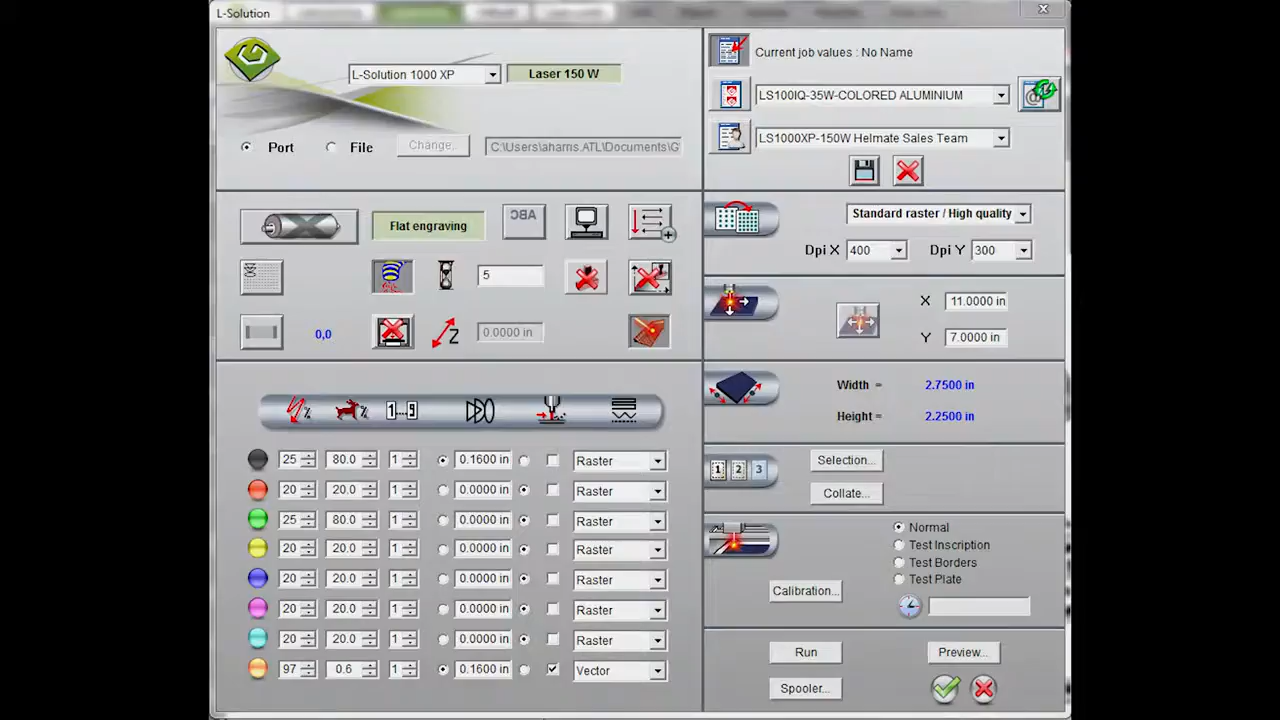 L-Solution
L-Solution 1000 XP
Laser 150 W
Port
File
Change...
C:\Users\aharris.ATL\Documents\G
Current job values : No Name
LS100IQ-35W-COLORED ALUMINIUM
LS1000XP-150W Helmate Sales Team
Flat engraving
ABC
5
0,0
Z
0.0000 in
Standard raster / High quality
Dpi X
400
Dpi Y
300
X
11.0000 in
Y
7.0000 in
Width =
2.7500 in
Height =
2.2500 in
1 2 3
Selection...
Collate...
Normal
Test Inscription
Test Borders
Test Plate
Calibration...
Run
Preview...
Spooler...
% % 1...9
25 80.0 1 0.1600 in Raster
20 20.0 1 0.0000 in Raster
25 80.0 1 0.0000 in Raster
20 20.0 1 0.0000 in Raster
20 20.0 1 0.0000 in Raster
20 20.0 1 0.0000 in Raster
20 20.0 1 0.0000 in Raster
97 0.6 1 0.1600 in Vector